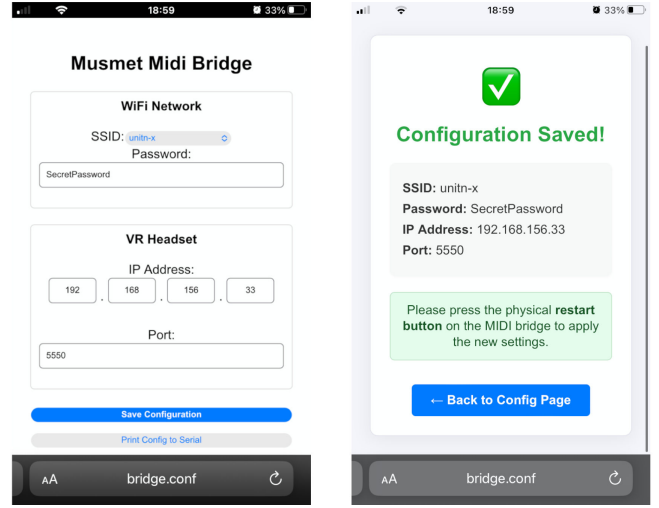 18:59
33%
Musmet Midi Bridge
WiFi Network
SSID: unitn-x
Password:
SecretPassword
VR Headset
IP Address:
192 . 168 . 156 . 33
Port:
5550
Save Configuration
Print Config to Serial
AA bridge.conf
18:59
33%
Configuration Saved!
SSID: unitn-x
Password: SecretPassword
IP Address: 192.168.156.33
Port: 5550
Please press the physical restart
button on the MIDI bridge to apply
the new settings.
← Back to Config Page
AA bridge.conf